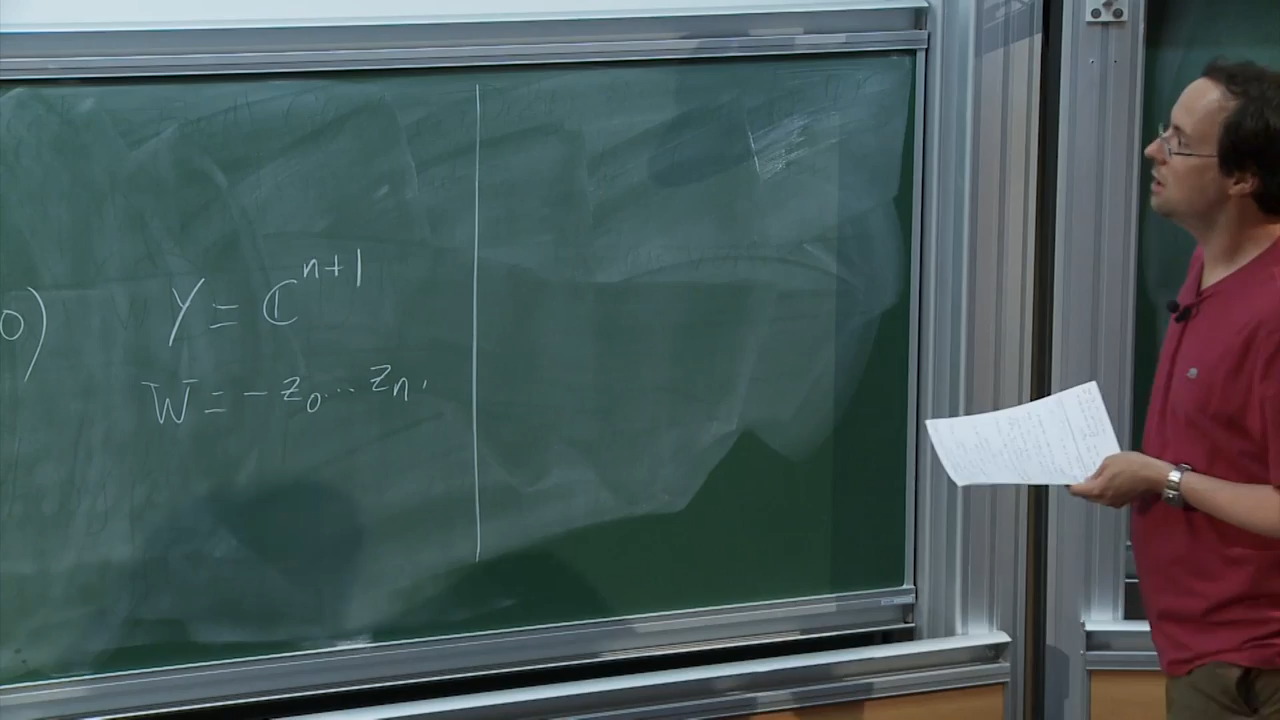 0) Y = ℂ^{n+1}
W = -z_0 ... z_n.